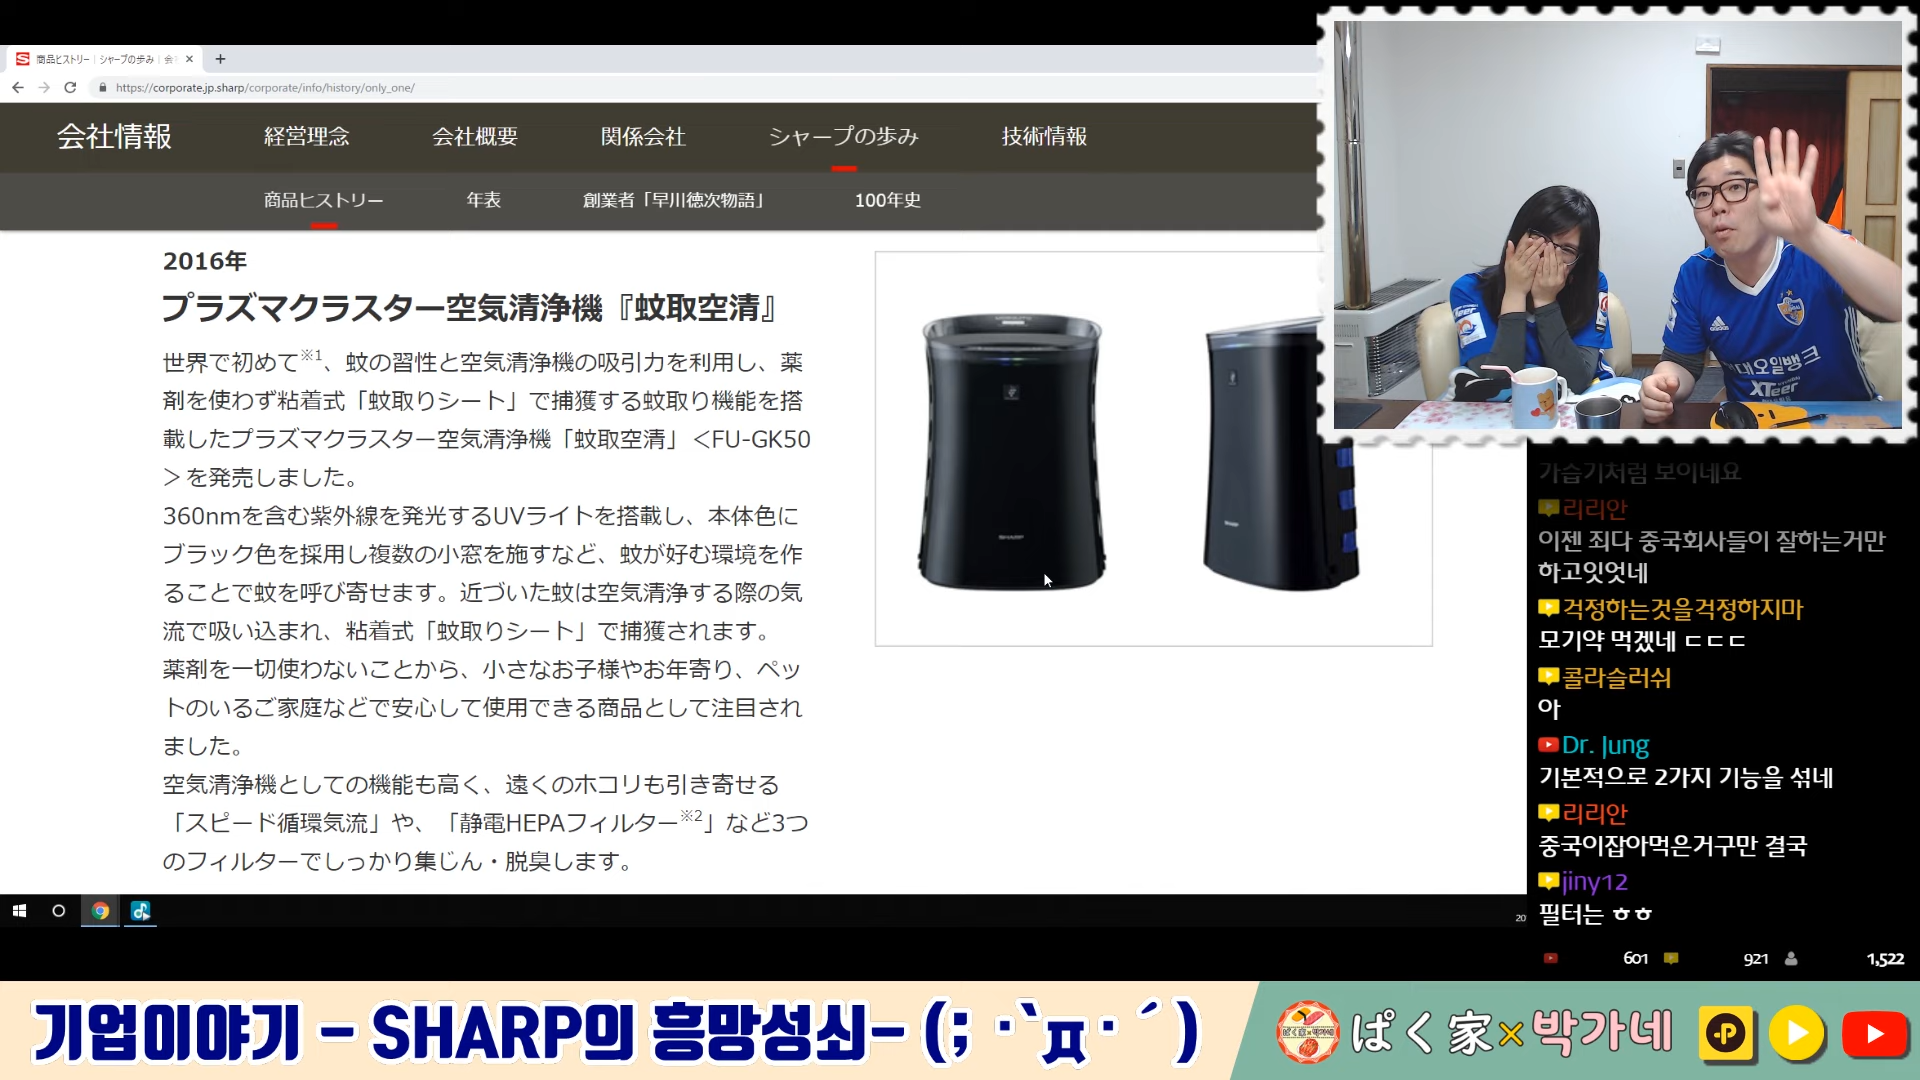 商品ヒストリー｜シャープの歩み｜会
https://corporate.jp.sharp/corporate/info/history/only_one/
会社情報
経営理念
会社概要
関係会社
シャープの歩み
技術情報
商品ヒストリー
年表
創業者「早川徳次物語」
100年史
2016年
プラズマクラスター空気清浄機『蚊取空清』
世界で初めて※1、蚊の習性と空気清浄機の吸引力を利用し、薬
剤を使わず粘着式「蚊取りシート」で捕獲する蚊取り機能を搭
載したプラズマクラスター空気清浄機「蚊取空清」＜FU-GK50
＞を発売しました。
360nmを含む紫外線を発光するUVライトを搭載し、本体色に
ブラック色を採用し複数の小窓を施すなど、蚊が好む環境を作
ることで蚊を呼び寄せます。近づいた蚊は空気清浄する際の気
流で吸い込まれ、粘着式「蚊取りシート」で捕獲されます。
薬剤を一切使わないことから、小さなお子様やお年寄り、ペッ
トのいるご家庭などで安心して使用できる商品として注目され
ました。
空気清浄機としての機能も高く、遠くのホコリも引き寄せる
「スピード循環気流」や、「静電HEPAフィルター※2」など3つ
のフィルターでしっかり集じん・脱臭します。
SHARP
adidas
현대오일뱅크
XTeer
가습기처럼 보이네요
리리안
이젠 죄다 중국회사들이 잘하는거만
하고잇엇네
걱정하는것을걱정하지마
모기약 먹겠네 ㄷㄷㄷ
콜라슬러쉬
아
Dr. Jung
기본적으로 2가지 기능을 섞네
리리안
중국이잡아먹은거구만 결국
jiny12
필터는 ㅎㅎ
20
601
921
1,522
기업이야기 – SHARP의 흥망성쇠– (; ･`д･´)
ぱく家×박가네